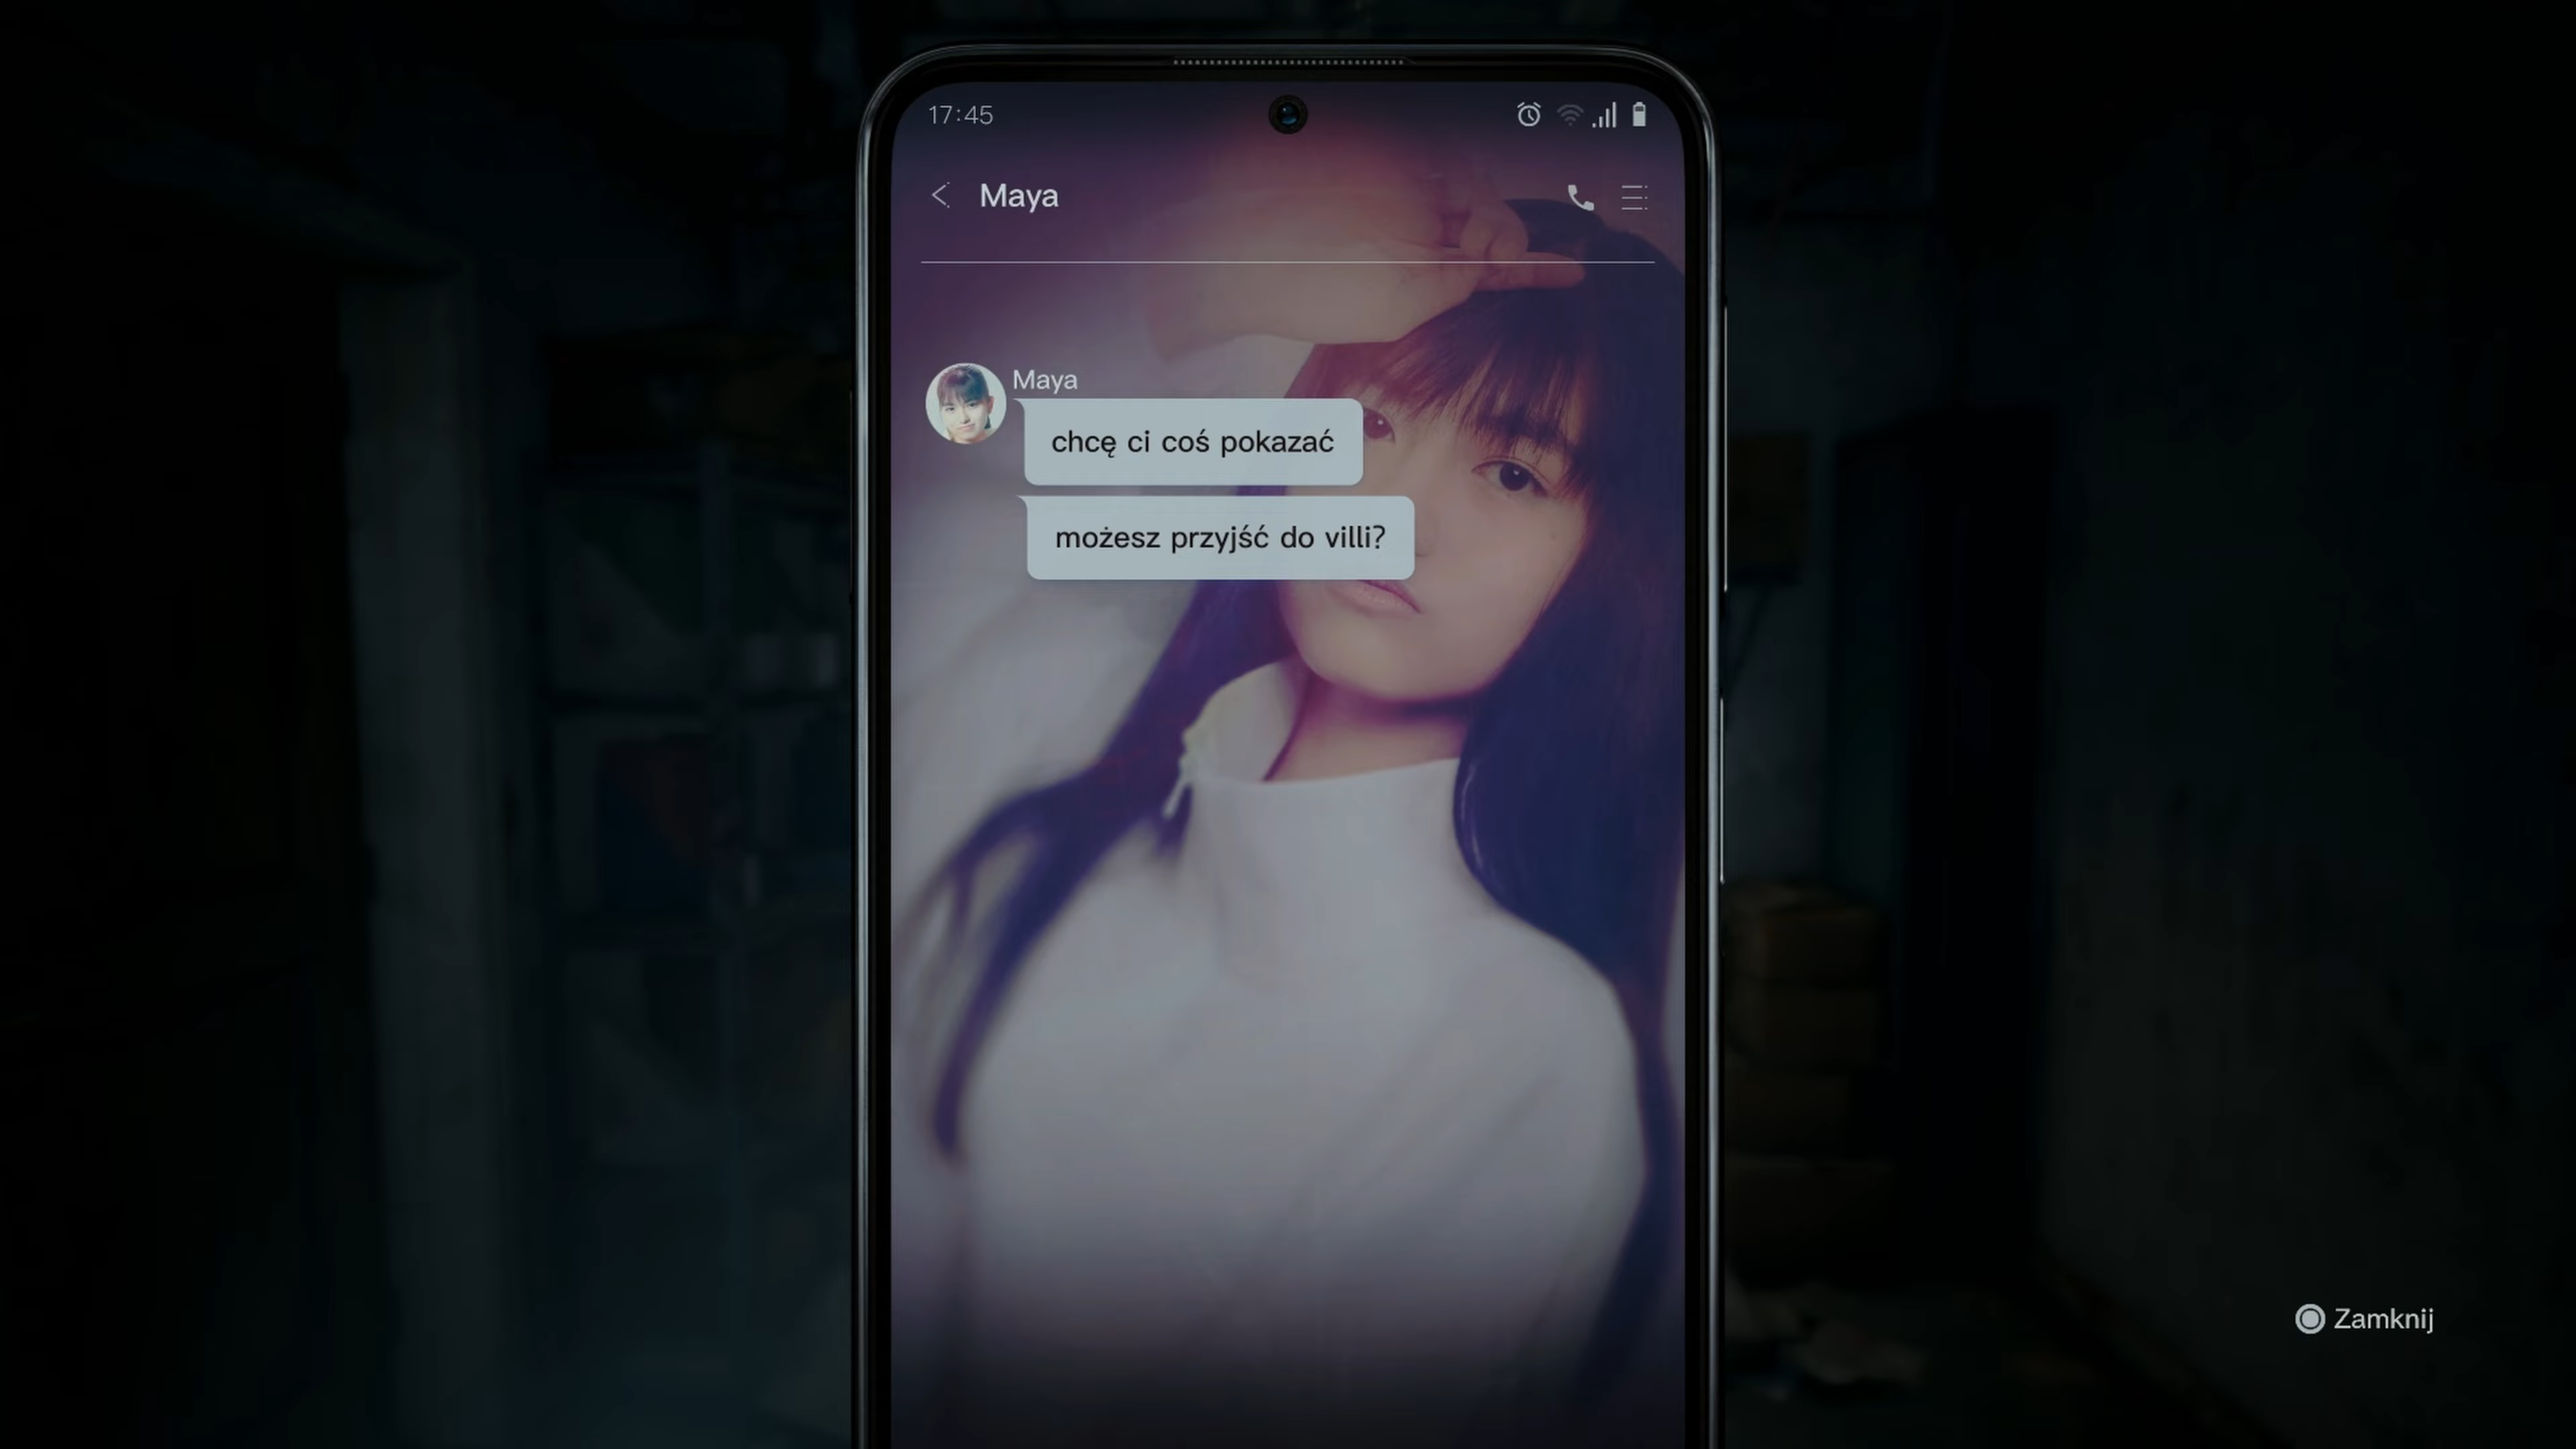 17:45
Maya
Maya
chcę ci coś pokazać
możesz przyjść do villi?
Zamknij